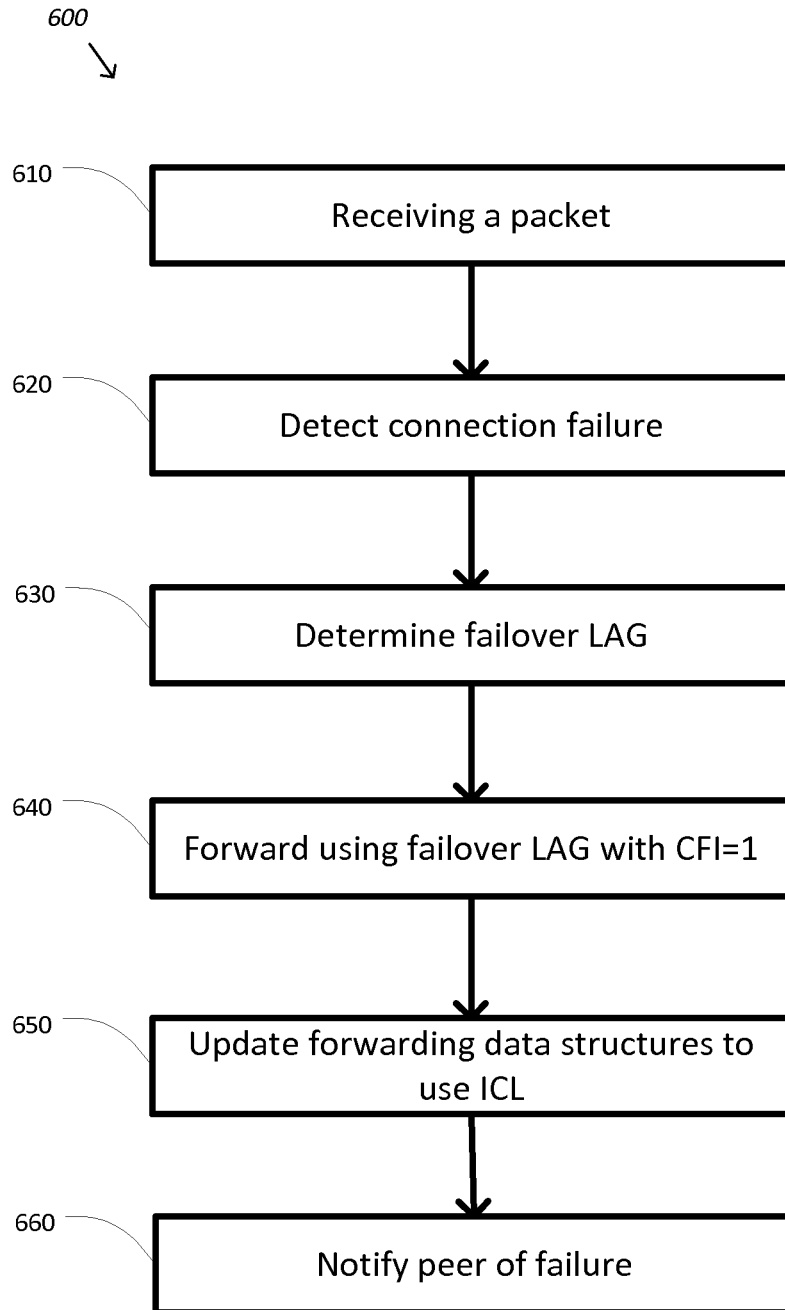 600
610
Receiving a packet
620
Detect connection failure
630
Determine failover LAG
640
Forward using failover LAG with CFI=1
650
Update forwarding data structures to
use ICL
660
Notify peer of failure